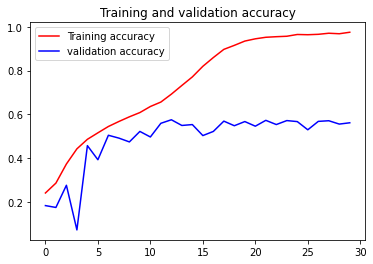 Training and validation accuracy
Training accuracy
validation accuracy
1.0
0.8
0.6
0.4
0.2
0 5 10 15 20 25 30